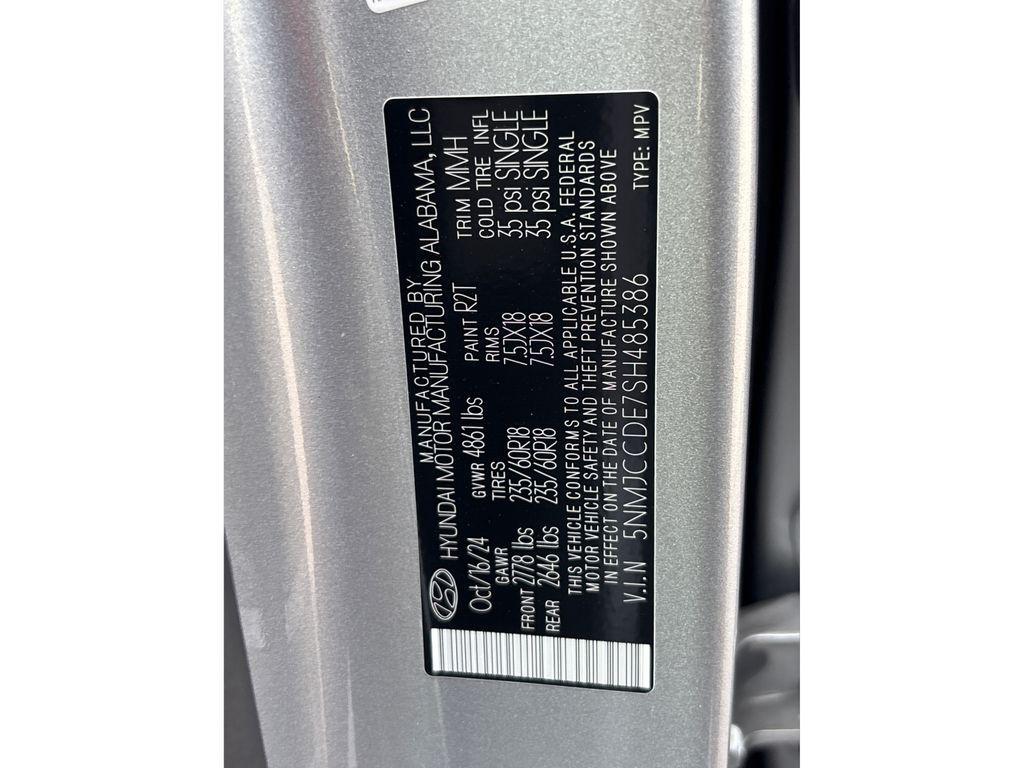 MANUFACTURED BY
HYUNDAI MOTOR MANUFACTURING ALABAMA, LLC
Oct/16/24 GVWR 4861 lbs PAINT R2T TRIM MMH
GAWR TIRES RIMS COLD TIRE INFL
FRONT 2778 lbs 235/60R18 7.5JX18 35 psi SINGLE
REAR 2646 lbs 235/60R18 7.5JX18 35 psi SINGLE
THIS VEHICLE CONFORMS TO ALL APPLICABLE U.S.A. FEDERAL
MOTOR VEHICLE SAFETY AND THEFT PREVENTION STANDARDS
IN EFFECT ON THE DATE OF MANUFACTURE SHOWN ABOVE
V.I.N 5NMJCCDE7SH485386 TYPE: MPV